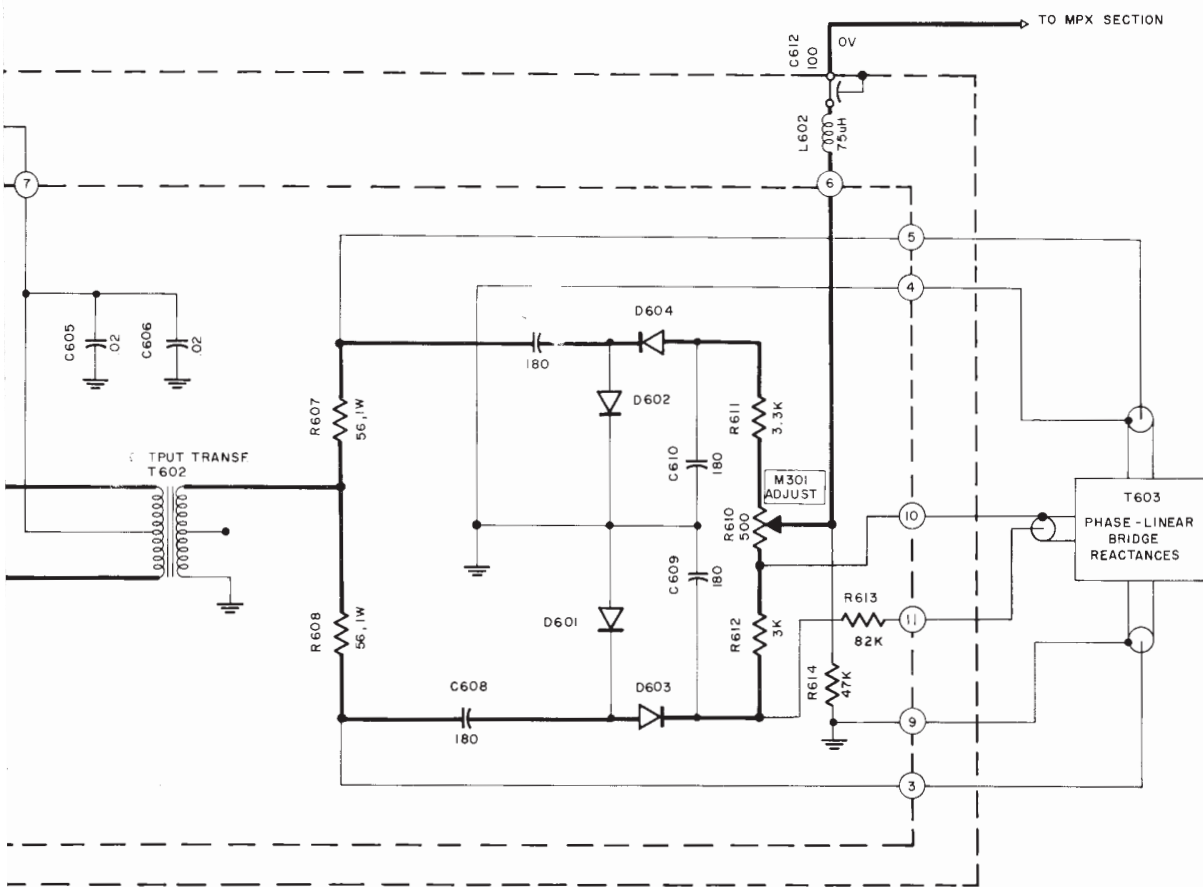 TO MPX SECTION
C612
100
0V
L602
75uH
7
6
5
4
C605
.02
C606
.02
D604
180
D602
R607
56,1W
R611
3.3K
C610
180
TPUT TRANSF.
T602
M301
ADJUST
R610
500
10
T603
PHASE-LINEAR
BRIDGE
REACTANCES
C609
180
R608
56,1W
D601
R612
3K
R613
82K
11
R614
47K
C608
180
D603
9
3